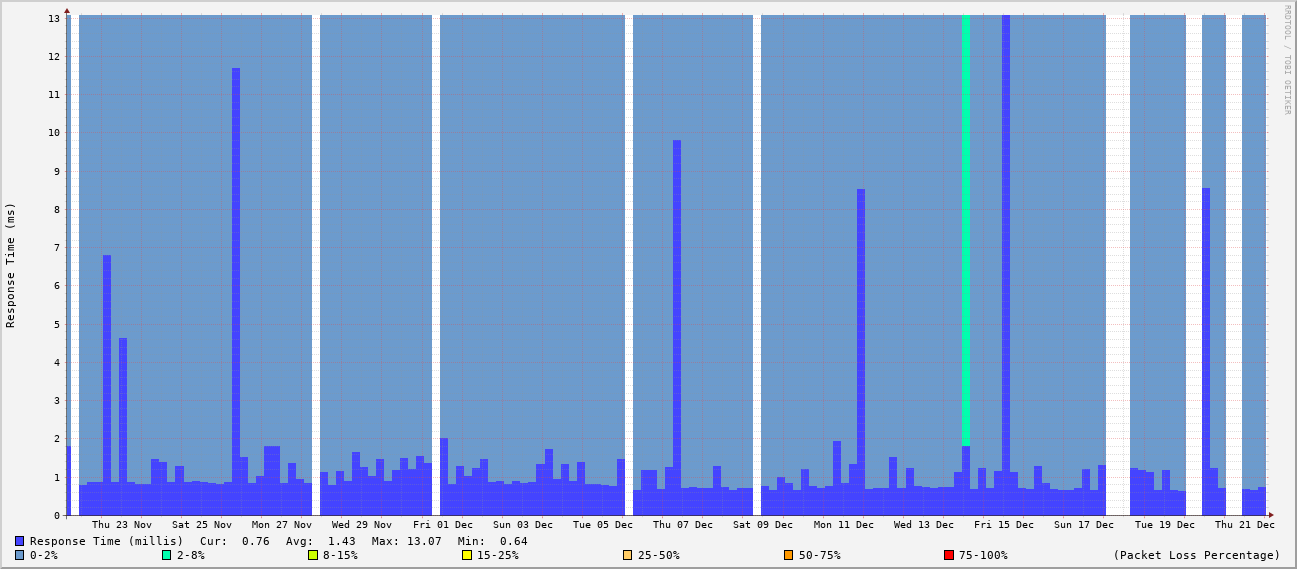 RRDTOOL / TOBI OETIKER
Response Time (ms)
13
12
11
10
9
8
7
6
5
4
3
2
1
0
Thu 23 Nov Sat 25 Nov Mon 27 Nov Wed 29 Nov Fri 01 Dec Sun 03 Dec Tue 05 Dec Thu 07 Dec Sat 09 Dec Mon 11 Dec Wed 13 Dec Fri 15 Dec Sun 17 Dec Tue 19 Dec Thu 21 Dec
Response Time (millis) Cur: 0.76 Avg: 1.43 Max: 13.07 Min: 0.64
0-2% 2-8% 8-15% 15-25% 25-50% 50-75% 75-100% (Packet Loss Percentage)